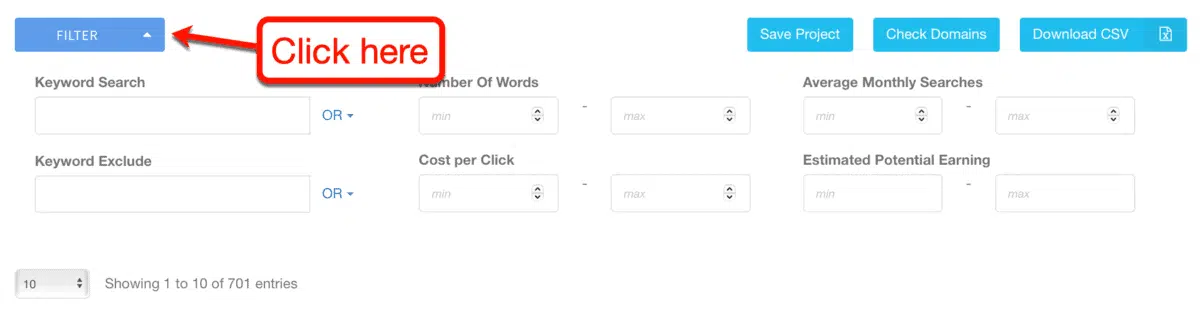 FILTER
Click here
Save Project
Check Domains
Download CSV
Keyword Search
Number Of Words
Average Monthly Searches
OR
min
-
max
min
-
max
Keyword Exclude
Cost per Click
Estimated Potential Earning
OR
min
-
max
min
-
max
10
Showing 1 to 10 of 701 entries